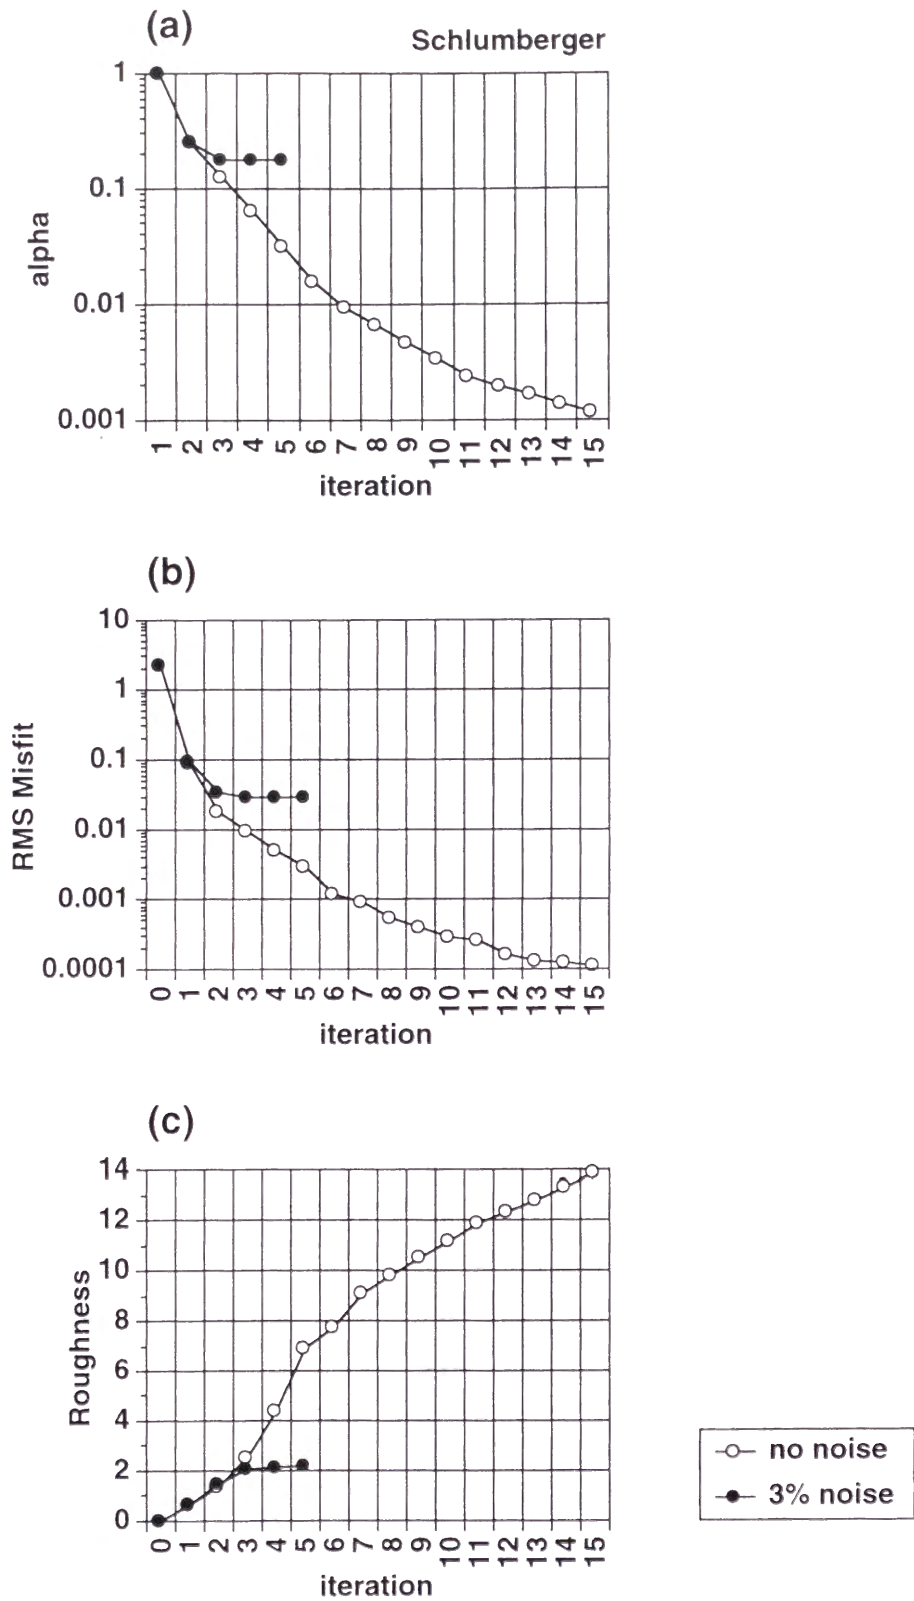 (a)
Schlumberger
1
0.1
0.01
0.001
alpha
1 2 3 4 5 6 7 8 9 10 11 12 13 14 15
iteration
(b)
10
1
0.1
0.01
0.001
0.0001
RMS Misfit
0 1 2 3 4 5 6 7 8 9 10 11 12 13 14 15
iteration
(c)
14
12
10
8
6
4
2
0
Roughness
0 1 2 3 4 5 6 7 8 9 10 11 12 13 14 15
iteration
no noise
3% noise